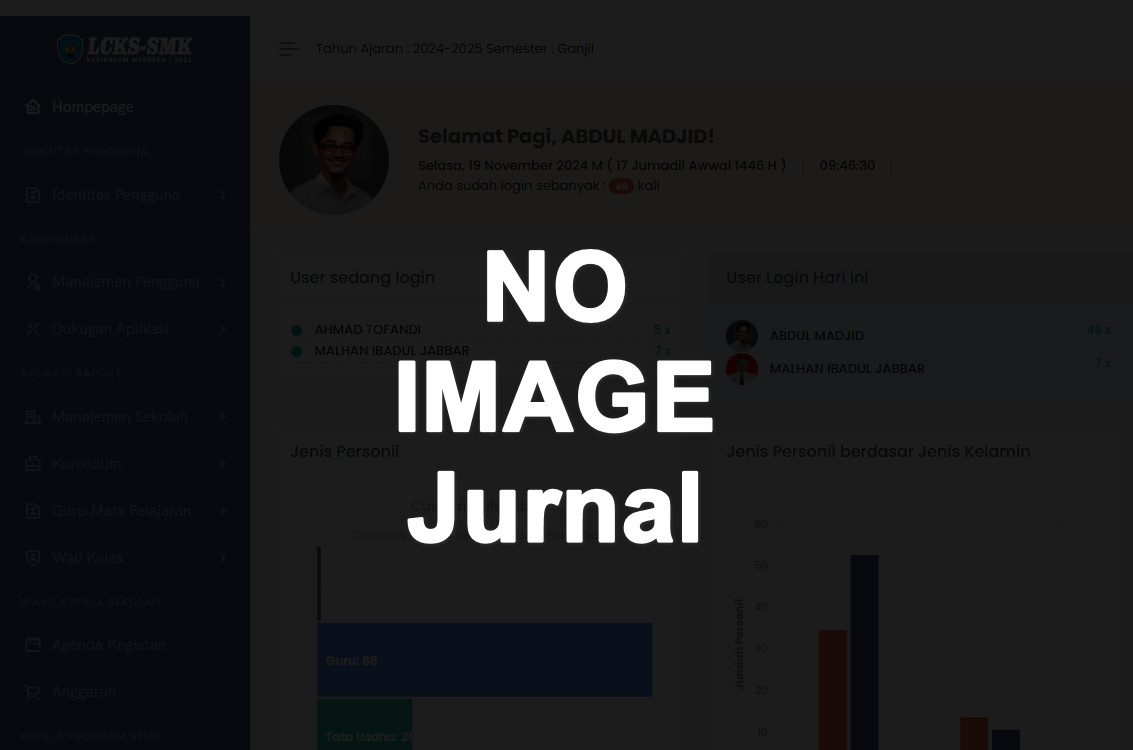 LCKS-SMK
KURIKULUM MERDEKA - 2023
Tahun Ajaran : 2024-2025 Semester : Ganjil
Hompepage
IDENTITAS PENGGUNA
Identitas Pengguna
KONFIGURASI
Manajemen Pengguna
Dukugan Aplikasi
APLIKASI RAPORT
Manajemen Sekolah
Kurikulum
Guru Mata Pelajaran
Wali Kelas
WAKIL KEPALA SEKOLAH
Agenda Kegiatan
Anggaran
KEPALA PROGRAM STUDI
Selamat Pagi, ABDUL MADJID!
Selasa, 19 November 2024 M ( 17 Jumadil Awwal 1446 H ) 09:46:30
Anda sudah login sebanyak : 49 kali
User sedang login
AHMAD TOFANDI 5 x
MALHAN IBADUL JABBAR 7 x
User Login Hari ini
ABDUL MADJID 49 x
MALHAN IBADUL JABBAR 7 x
NO
IMAGE
Jurnal
Jenis Personil
Category
Guru: 88
Tata Usaha: 2
Jenis Personil berdasar Jenis Kelamin
Jumlah Personil
60
50
40
30
20
10